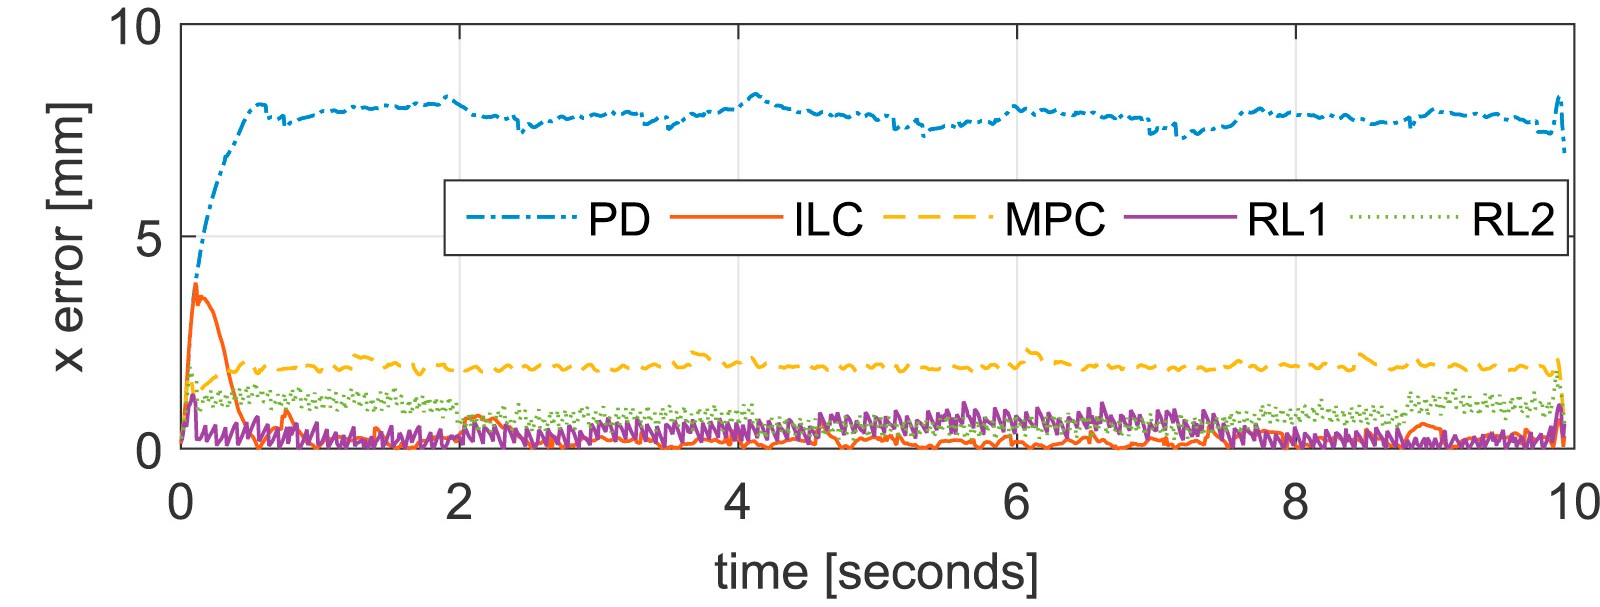 10
5
0
x error [mm]
PD ILC MPC RL1 RL2
0 2 4 6 8 10
time [seconds]